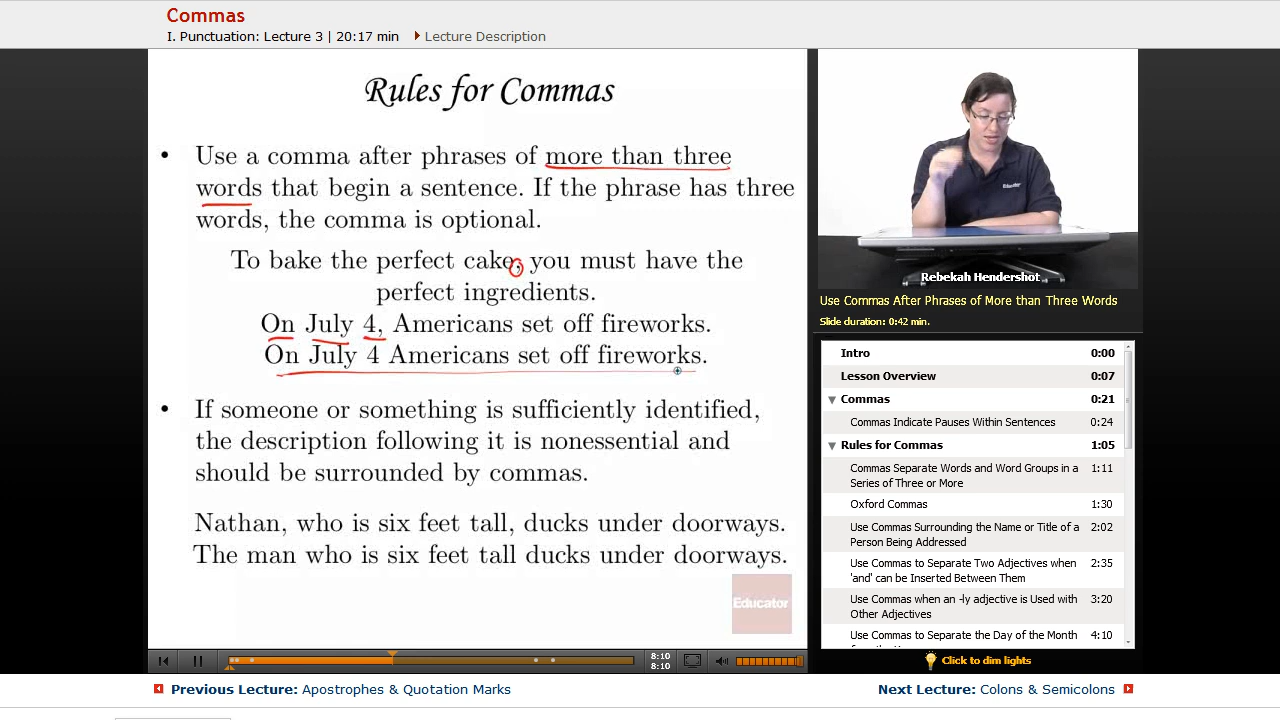 Commas
I. Punctuation: Lecture 3 | 20:17 min
Lecture Description
Rules for Commas
• Use a comma after phrases of more than three
words that begin a sentence. If the phrase has three
words, the comma is optional.
To bake the perfect cake, you must have the
perfect ingredients.
On July 4, Americans set off fireworks.
On July 4 Americans set off fireworks.
• If someone or something is sufficiently identified,
the description following it is nonessential and
should be surrounded by commas.
Nathan, who is six feet tall, ducks under doorways.
The man who is six feet tall ducks under doorways.
Educator
8:10
8:10
Rebekah Hendershot
Use Commas After Phrases of More than Three Words
Slide duration: 0:42 min.
Intro 0:00
Lesson Overview 0:07
Commas 0:21
Commas Indicate Pauses Within Sentences 0:24
Rules for Commas 1:05
Commas Separate Words and Word Groups in a 1:11
Series of Three or More
Oxford Commas 1:30
Use Commas Surrounding the Name or Title of a 2:02
Person Being Addressed
Use Commas to Separate Two Adjectives when 2:35
'and' can be Inserted Between Them
Use Commas when an -ly adjective is Used with 3:20
Other Adjectives
Use Commas to Separate the Day of the Month 4:10
Click to dim lights
Previous Lecture: Apostrophes & Quotation Marks
Next Lecture: Colons & Semicolons